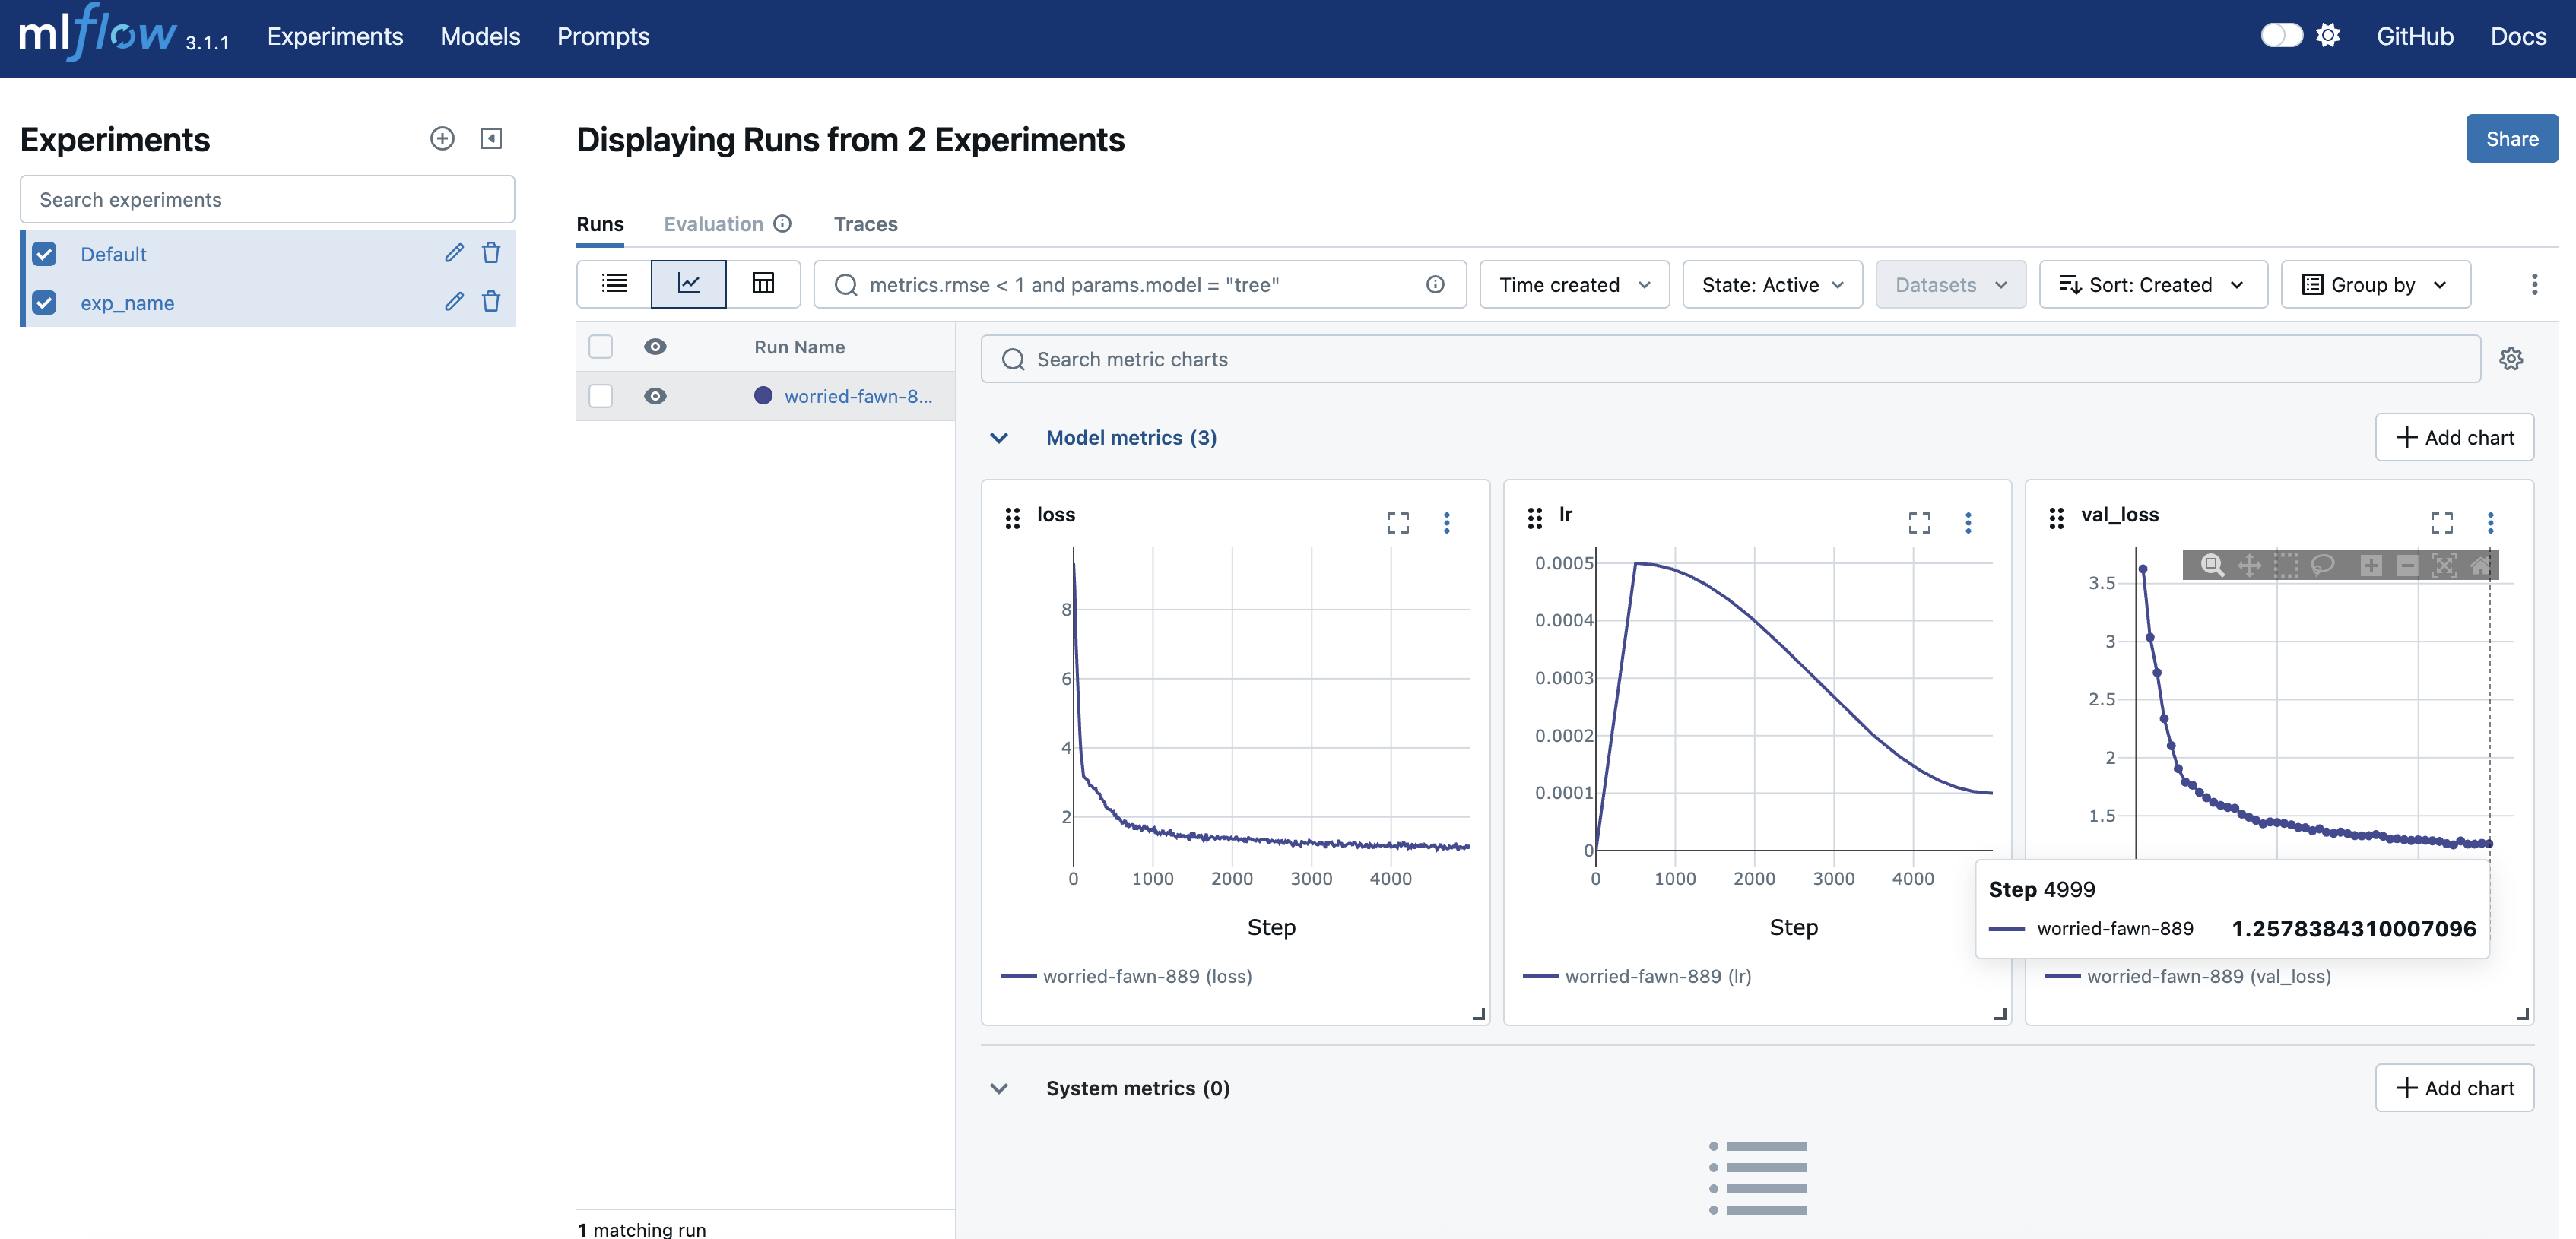 mlflow 3.1.1 Experiments Models Prompts GitHub Docs
Experiments
Search experiments
Default
exp_name
Displaying Runs from 2 Experiments
Share
Runs Evaluation Traces
metrics.rmse < 1 and params.model = "tree"
Time created
State: Active
Datasets
Sort: Created
Group by
Run Name
worried-fawn-8...
1 matching run
Search metric charts
Model metrics (3)
Add chart
loss
8
6
4
2
0 1000 2000 3000 4000
Step
worried-fawn-889 (loss)
lr
0.0005
0.0004
0.0003
0.0002
0.0001
0
0 1000 2000 3000 4000
Step
worried-fawn-889 (lr)
val_loss
3.5
3
2.5
2
1.5
Step 4999
worried-fawn-889 1.2578384310007096
worried-fawn-889 (val_loss)
System metrics (0)
Add chart